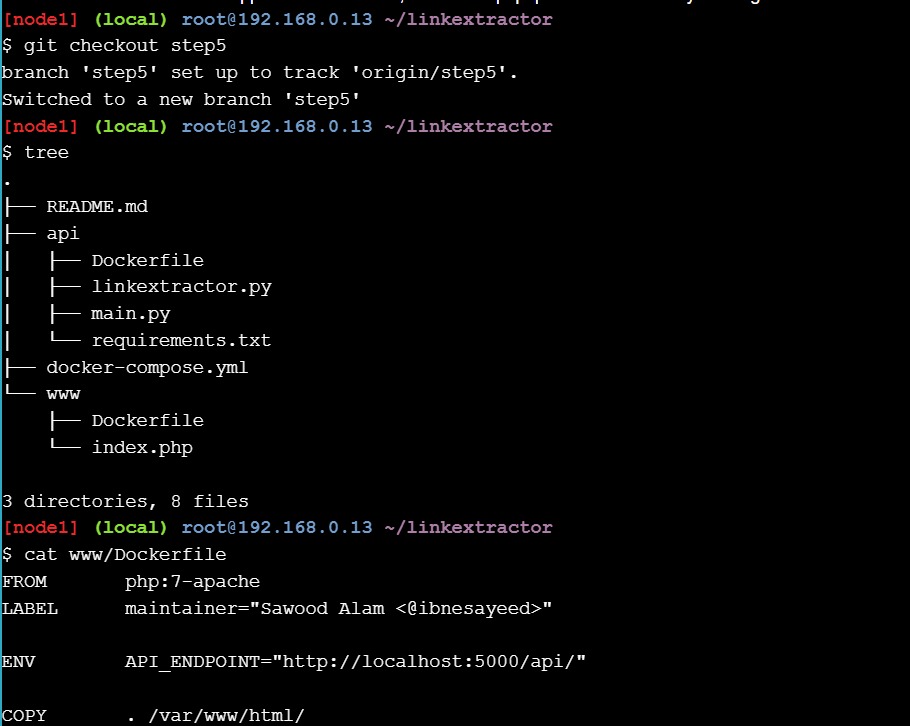 [node1] (local) root@192.168.0.13 ~/linkextractor
$ git checkout step5
branch 'step5' set up to track 'origin/step5'.
Switched to a new branch 'step5'
[node1] (local) root@192.168.0.13 ~/linkextractor
$ tree
.
├── README.md
├── api
│   ├── Dockerfile
│   ├── linkextractor.py
│   ├── main.py
│   └── requirements.txt
├── docker-compose.yml
└── www
    ├── Dockerfile
    └── index.php

3 directories, 8 files
[node1] (local) root@192.168.0.13 ~/linkextractor
$ cat www/Dockerfile
FROM       php:7-apache
LABEL      maintainer="Sawood Alam <@ibnesayeed>"

ENV        API_ENDPOINT="http://localhost:5000/api/"

COPY       . /var/www/html/